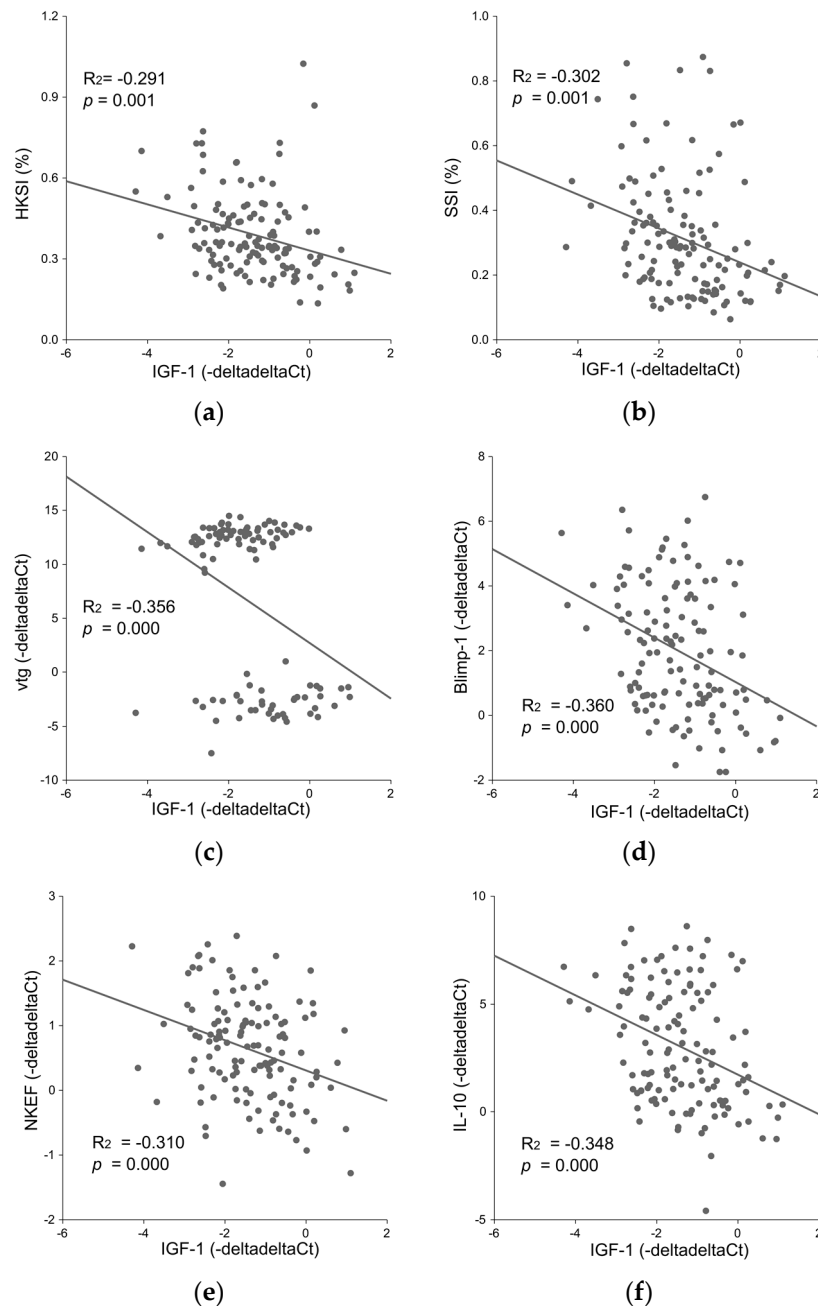 1.2
0.9
0.6
0.3
0.0
HKSI (%)
R2= -0.291
p = 0.001
-6 -4 -2 0 2
IGF-1 (-deltadeltaCt)
(a)
1.0
0.8
0.6
0.4
0.2
0.0
SSI (%)
R2 = -0.302
p = 0.001
-6 -4 -2 0 2
IGF-1 (-deltadeltaCt)
(b)
20
15
10
5
0
-5
-10
vtg (-deltadeltaCt)
R2 = -0.356
p = 0.000
-6 -4 -2 0 2
IGF-1 (-deltadeltaCt)
(c)
8
6
4
2
0
-2
Blimp-1 (-deltadeltaCt)
R2 = -0.360
p = 0.000
-6 -4 -2 0 2
IGF-1 (-deltadeltaCt)
(d)
3
2
1
0
-1
-2
NKEF (-deltadeltaCt)
R2 = -0.310
p = 0.000
-6 -4 -2 0 2
IGF-1 (-deltadeltaCt)
(e)
10
5
0
-5
IL-10 (-deltadeltaCt)
R2 = -0.348
p = 0.000
-6 -4 -2 0 2
IGF-1 (-deltadeltaCt)
(f)